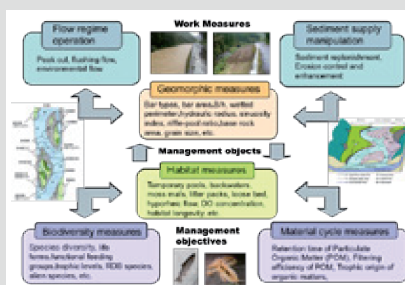 Flow regime
operation
Peak cut, flushing flow,
environmental flow
Work Measures
Sediment supply
manipulation
Sediment replenishment,
Erosion control and
enhancement
Geomorphic measures
Bar types, bar area, wetted
perimeter, hydraulic radius, sinuosity
index, riffle-pool ratio, base rock
area, grain size, etc.
Management objects
Habitat measures
Temporary pools, backwaters,
moss mats, litter packs, loose bed,
hyporheic flow, DO concentration,
habitat longevity etc
Biodiversity measures
Species diversity, life
forms, functional feeding
groups, trophic levels, RDB species,
alien species, etc.
Management
objectives
Material cycle measures
Retention time of Particulate
Organic Matter (POM), Filtering
efficiency of POM, Trophic origin of
organic matters,